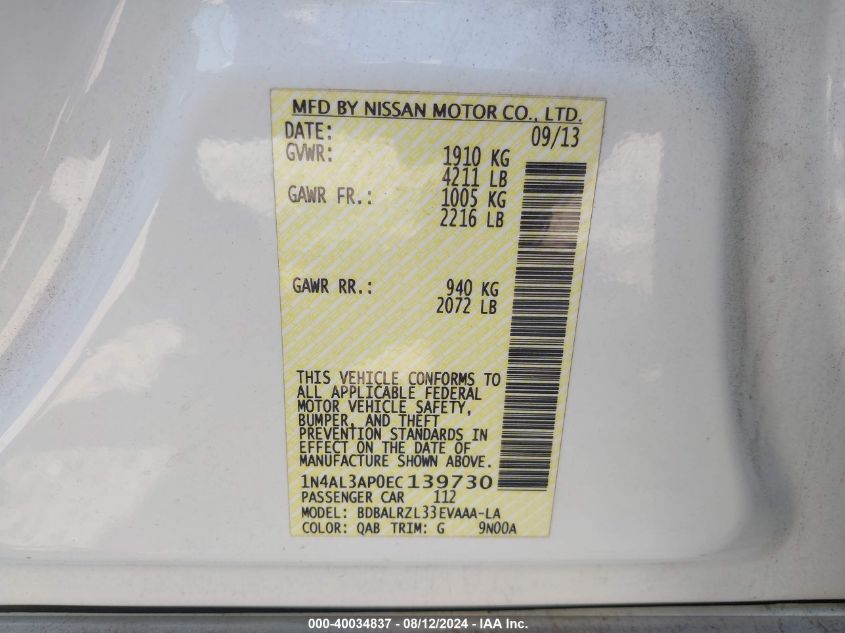 MFD BY NISSAN MOTOR CO., LTD.
DATE: 09/13
GVWR: 1910 KG
4211 LB
GAWR FR.: 1005 KG
2216 LB
GAWR RR.: 940 KG
2072 LB
THIS VEHICLE CONFORMS TO
ALL APPLICABLE FEDERAL
MOTOR VEHICLE SAFETY,
BUMPER, AND THEFT
PREVENTION STANDARDS IN
EFFECT ON THE DATE OF
MANUFACTURE SHOWN ABOVE.
1N4AL3AP0EC139730
PASSENGER CAR 112
MODEL: BDBALRZL33EVAAA-LA
COLOR: QAB TRIM: G 9N00A
000-40034837 - 08/12/2024 - IAA Inc.